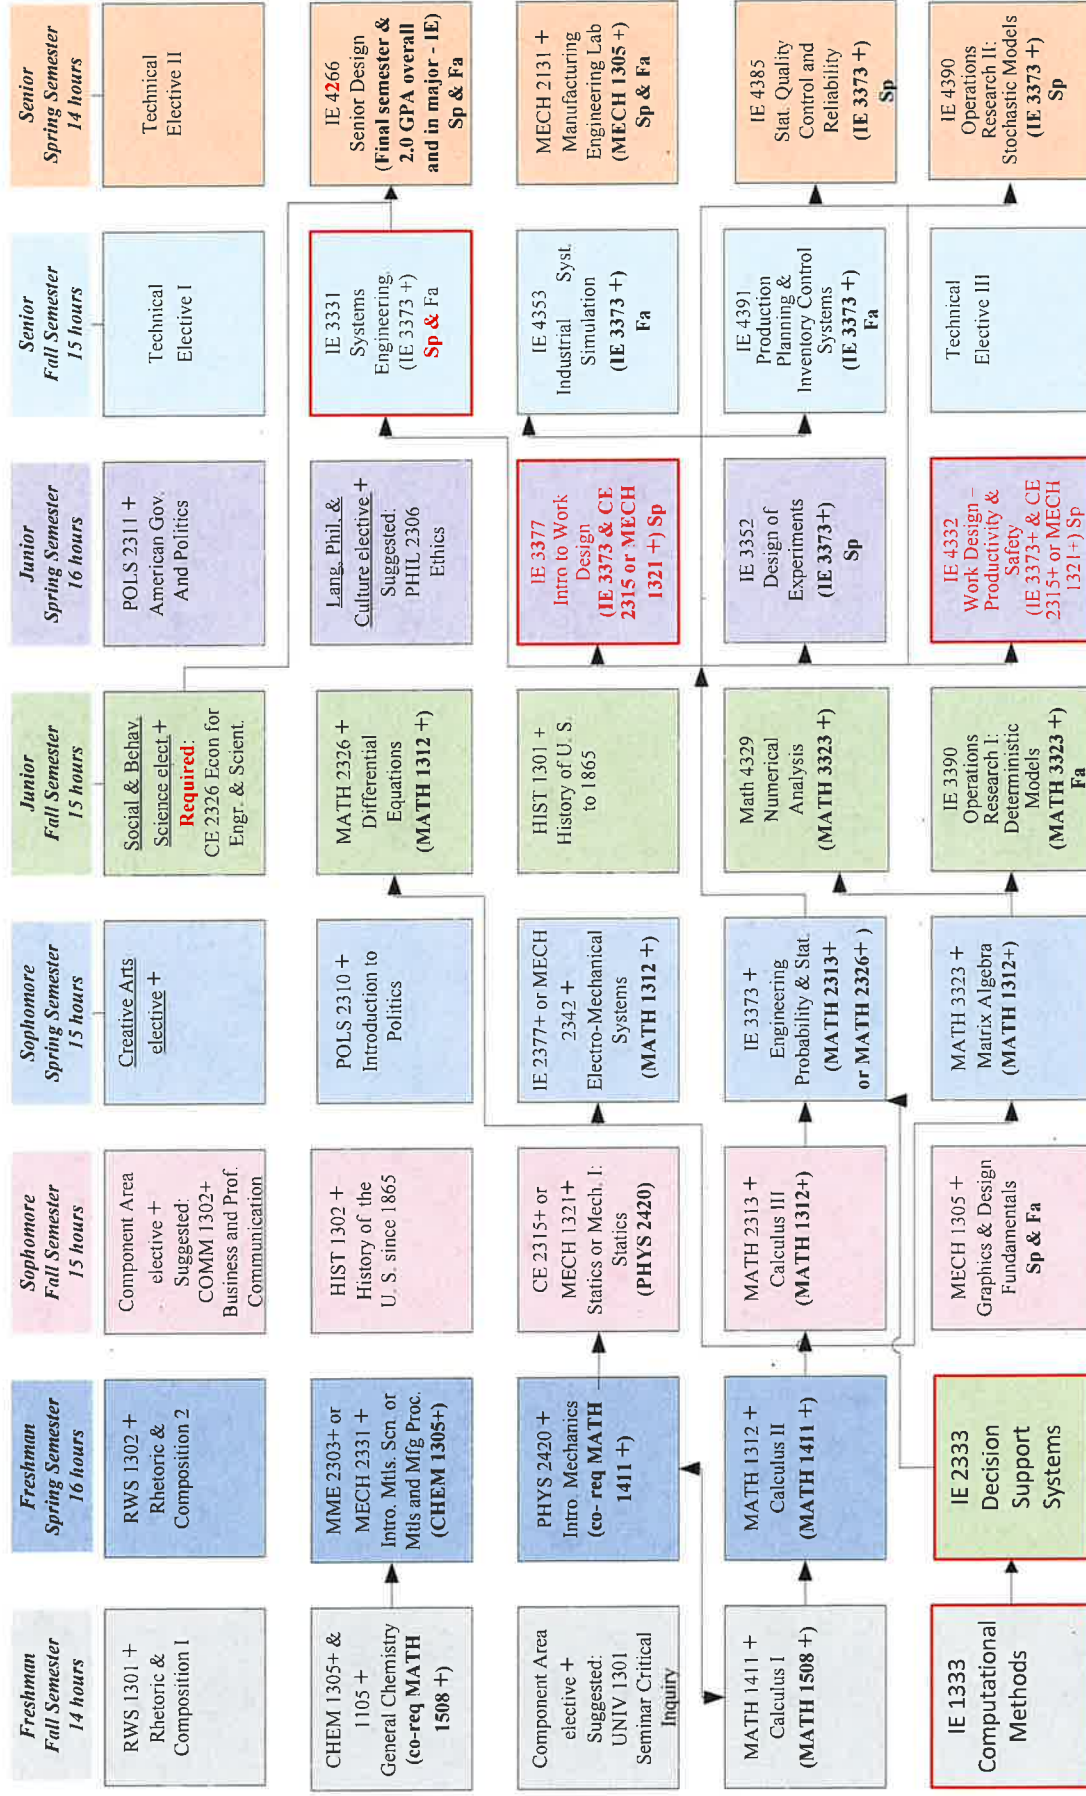 Freshman
Fall Semester
14 hours
RWS 1301 +
Rhetoric &
Composition I
CHEM 1305+ &
1105 +
General Chemistry
(co-req MATH
1508 +)
Component Area
elective +
Suggested:
UNIV 1301
Seminar Critical
Inquiry
MATH 1411 +
Calculus I
(MATH 1508 +)
IE 1333
Computational
Methods
Freshman
Spring Semester
16 hours
RWS 1302 +
Rhetoric &
Composition 2
MME 2303+ or
MECH 2331 +
Intro. Mtls. Scn. or
Mtls and Mfg Proc.
(CHEM 1305+)
PHYS 2420 +
Intro. Mechanics
(co- req MATH
1411 +)
MATH 1312 +
Calculus II
(MATH 1411 +)
IE 2333
Decision
Support
Systems
Sophomore
Fall Semester
15 hours
Component Area
elective +
Suggested:
COMM 1302+
Business and Prof.
Communication
HIST 1302 +
History of the
U. S. since 1865
CE 2315+ or
MECH 1321+
Statics or Mech. I:
Statics
(PHYS 2420)
MATH 2313 +
Calculus III
(MATH 1312+)
MECH 1305 +
Graphics & Design
Fundamentals
Sp & Fa
Sophomore
Spring Semester
15 hours
Creative Arts
elective +
POLS 2310 +
Introduction to
Politics
IE 2377+ or MECH
2342 +
Electro-Mechanical
Systems
(MATH 1312 +)
IE 3373 +
Engineering
Probability & Stat.
(MATH 2313+
or MATH 2326+ )
MATH 3323 +
Matrix Algebra
(MATH 1312+)
Junior
Fall Semester
15 hours
Social & Behav.
Science elect.+
Required:
CE 2326 Econ for
Engr. & Scient.
MATH 2326 +
Differential
Equations
(MATH 1312 +)
HIST 1301 +
History of U. S.
to 1865
Math 4329
Numerical
Analysis
(MATH 3323 +)
IE 3390
Operations
Research I:
Deterministic
Models
(MATH 3323 +)
Fa
Junior
Spring Semester
16 hours
POLS 2311 +
American Gov.
And Politics
Lang, Phil. &
Culture elective +
Suggested:
PHIL 2306
Ethics
IE 3377
Intro to Work
Design
(IE 3373 & CE
2315 or MECH
1321 +) Sp
IE 3352
Design of
Experiments
(IE 3373+)
Sp
IE 4332
Work Design –
Productivity &
Safety
(IE 3373+ & CE
2315+ or MECH
1321+) Sp
Senior
Fall Semester
15 hours
Technical
Elective I
IE 3331
Systems
Engineering.
(IE 3373 +)
Sp & Fa
IE 4353
Industrial Syst.
Simulation
(IE 3373 +)
Fa
IE 4391
Production
Planning &
Inventory Control
Systems
(IE 3373 +)
Fa
Technical
Elective III
Senior
Spring Semester
14 hours
Technical
Elective II
IE 4266
Senior Design
(Final semester &
2.0 GPA overall
and in major - IE)
Sp & Fa
MECH 2131 +
Manufacturing
Engineering Lab
(MECH 1305 +)
Sp & Fa
IE 4385
Stat. Quality
Control and
Reliability
(IE 3373 +)
Sp
IE 4390
Operations
Research II:
Stochastic Models
(IE 3373 +)
Sp